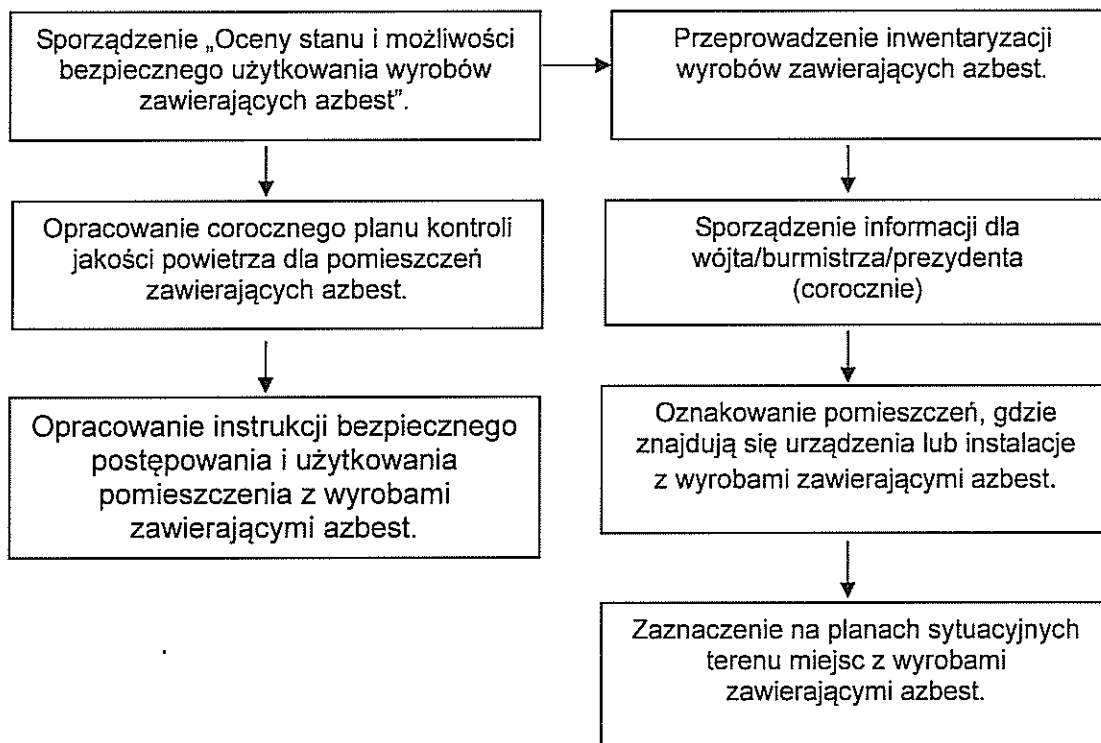 Sporządzenie „Oceny stanu i możliwości
bezpiecznego użytkowania wyrobów
zawierających azbest”.
Przeprowadzenie inwentaryzacji
wyrobów zawierających azbest.
Opracowanie corocznego planu kontroli
jakości powietrza dla pomieszczeń
zawierających azbest.
Sporządzenie informacji dla
wójta/burmistrza/prezydenta
(corocznie)
Opracowanie instrukcji bezpiecznego
postępowania i użytkowania
pomieszczenia z wyrobami
zawierającymi azbest.
Oznakowanie pomieszczeń, gdzie
znajdują się urządzenia lub instalacje
z wyrobami zawierającymi azbest.
Zaznaczenie na planach sytuacyjnych
terenu miejsc z wyrobami
zawierającymi azbest.